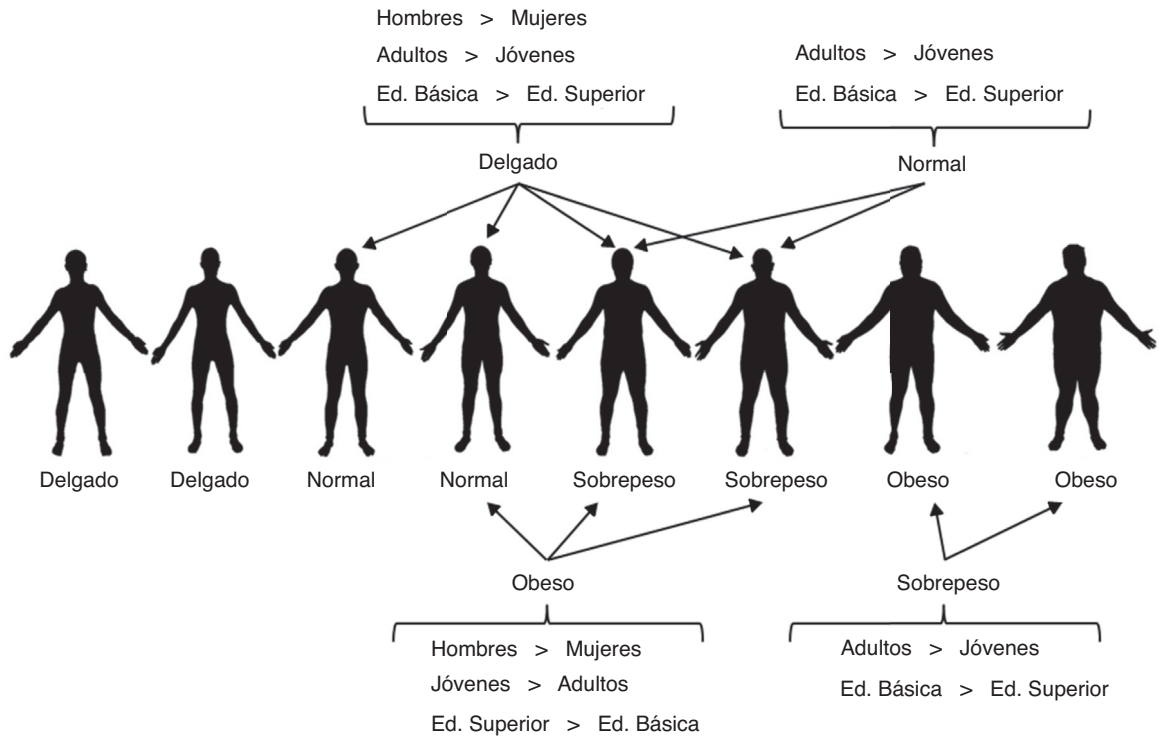 Hombres > Mujeres
Adultos > Jóvenes
Ed. Básica > Ed. Superior
Delgado
Adultos > Jóvenes
Ed. Básica > Ed. Superior
Normal
Delgado Delgado Normal Normal Sobrepeso Sobrepeso Obeso Obeso
Obeso
Hombres > Mujeres
Jóvenes > Adultos
Ed. Superior > Ed. Básica
Sobrepeso
Adultos > Jóvenes
Ed. Básica > Ed. Superior